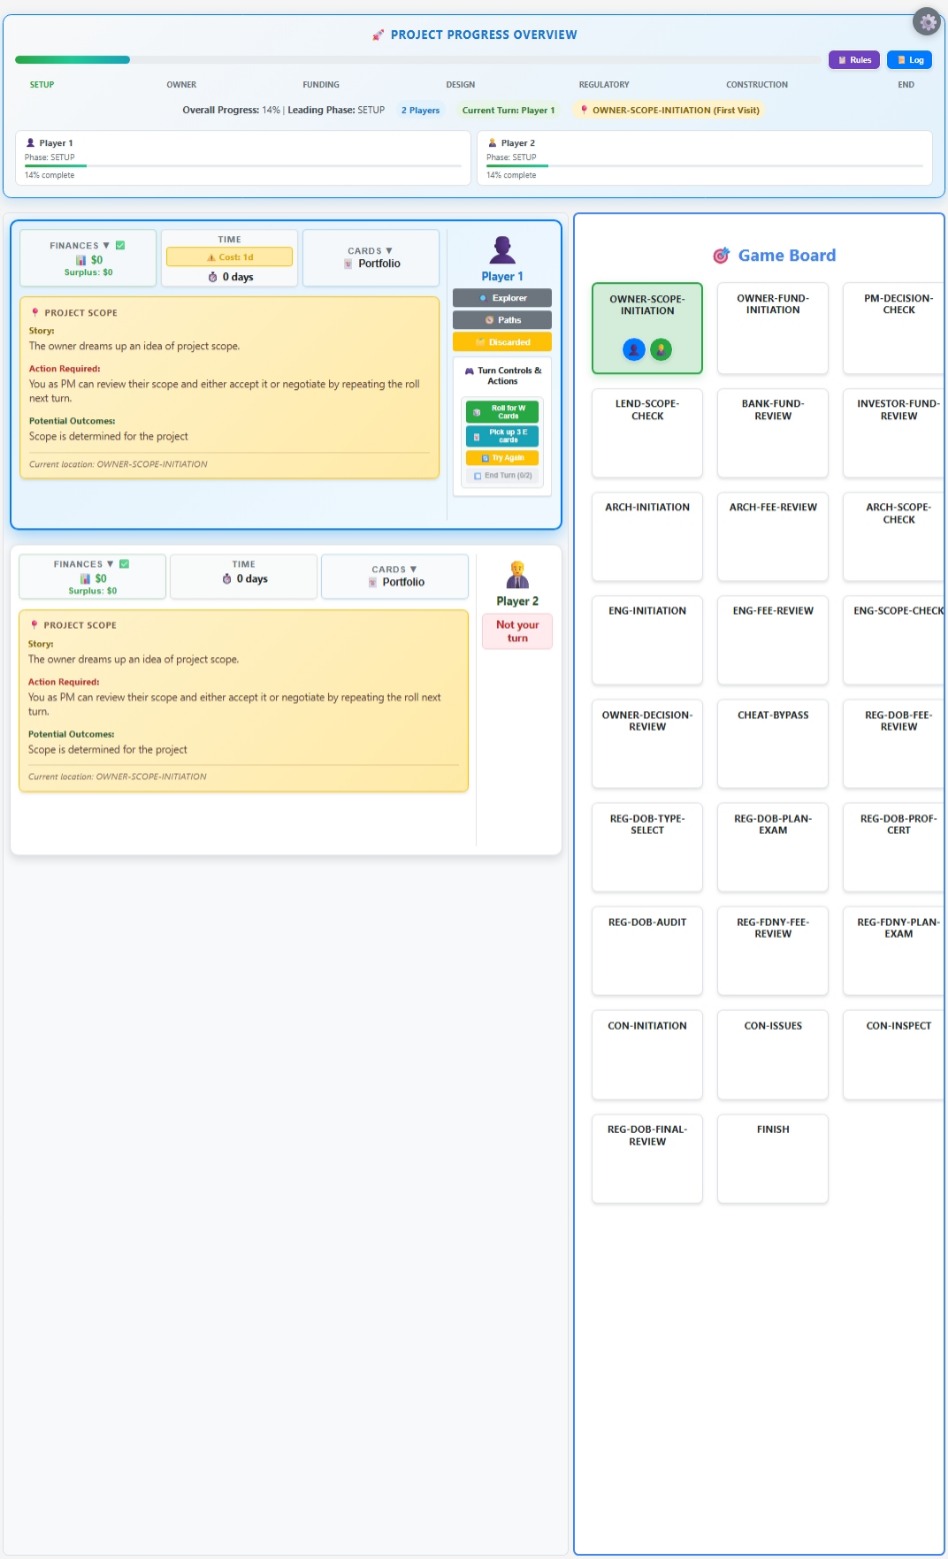 PROJECT PROGRESS OVERVIEW
Rules
Log
SETUP
OWNER
FUNDING
DESIGN
REGULATORY
CONSTRUCTION
END
Overall Progress: 14% | Leading Phase: SETUP
2 Players
Current Turn: Player 1
OWNER-SCOPE-INITIATION (First Visit)
Player 1
Phase: SETUP
14% complete
Player 2
Phase: SETUP
14% complete
FINANCES ▼
$0
Surplus: $0
TIME
Cost: 1d
0 days
CARDS ▼
Portfolio
Player 1
Explorer
Paths
Discarded
Turn Controls &
Actions
Roll for W
Cards
Pick up 3 E
cards
Try Again
End Turn (0/2)
PROJECT SCOPE
Story:
The owner dreams up an idea of project scope.
Action Required:
You as PM can review their scope and either accept it or negotiate by repeating the roll
next turn.
Potential Outcomes:
Scope is determined for the project
Current location: OWNER-SCOPE-INITIATION
FINANCES ▼
$0
Surplus: $0
TIME
0 days
CARDS ▼
Portfolio
Player 2
Not your
turn
PROJECT SCOPE
Story:
The owner dreams up an idea of project scope.
Action Required:
You as PM can review their scope and either accept it or negotiate by repeating the roll next
turn.
Potential Outcomes:
Scope is determined for the project
Current location: OWNER-SCOPE-INITIATION
Game Board
OWNER-SCOPE-
INITIATION
OWNER-FUND-
INITIATION
PM-DECISION-
CHECK
LEND-SCOPE-
CHECK
BANK-FUND-
REVIEW
INVESTOR-FUND-
REVIEW
ARCH-INITIATION
ARCH-FEE-REVIEW
ARCH-SCOPE-
CHECK
ENG-INITIATION
ENG-FEE-REVIEW
ENG-SCOPE-CHECK
OWNER-DECISION-
REVIEW
CHEAT-BYPASS
REG-DOB-FEE-
REVIEW
REG-DOB-TYPE-
SELECT
REG-DOB-PLAN-
EXAM
REG-DOB-PROF-
CERT
REG-DOB-AUDIT
REG-FDNY-FEE-
REVIEW
REG-FDNY-PLAN-
EXAM
CON-INITIATION
CON-ISSUES
CON-INSPECT
REG-DOB-FINAL-
REVIEW
FINISH